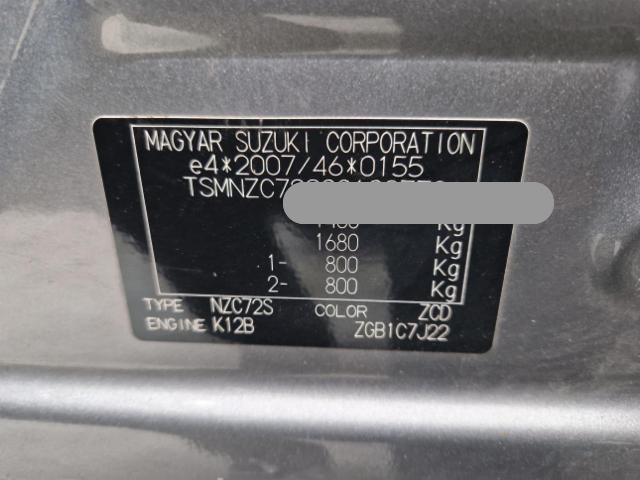 MAGYAR SUZUKI CORPORATION
e4*2007/46*0155
Kg
1680 Kg
1- 800 Kg
2- 800 Kg
TYPE NZC72S COLOR ZCD
ENGINE K12B ZGB1C7J22